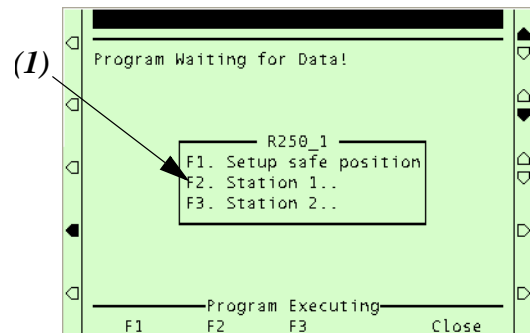 Program Waiting for Data!
(1)
R250_1
F1. Setup safe position
F2. Station 1..
F3. Station 2..
Program Executing
F1 F2 F3 Close